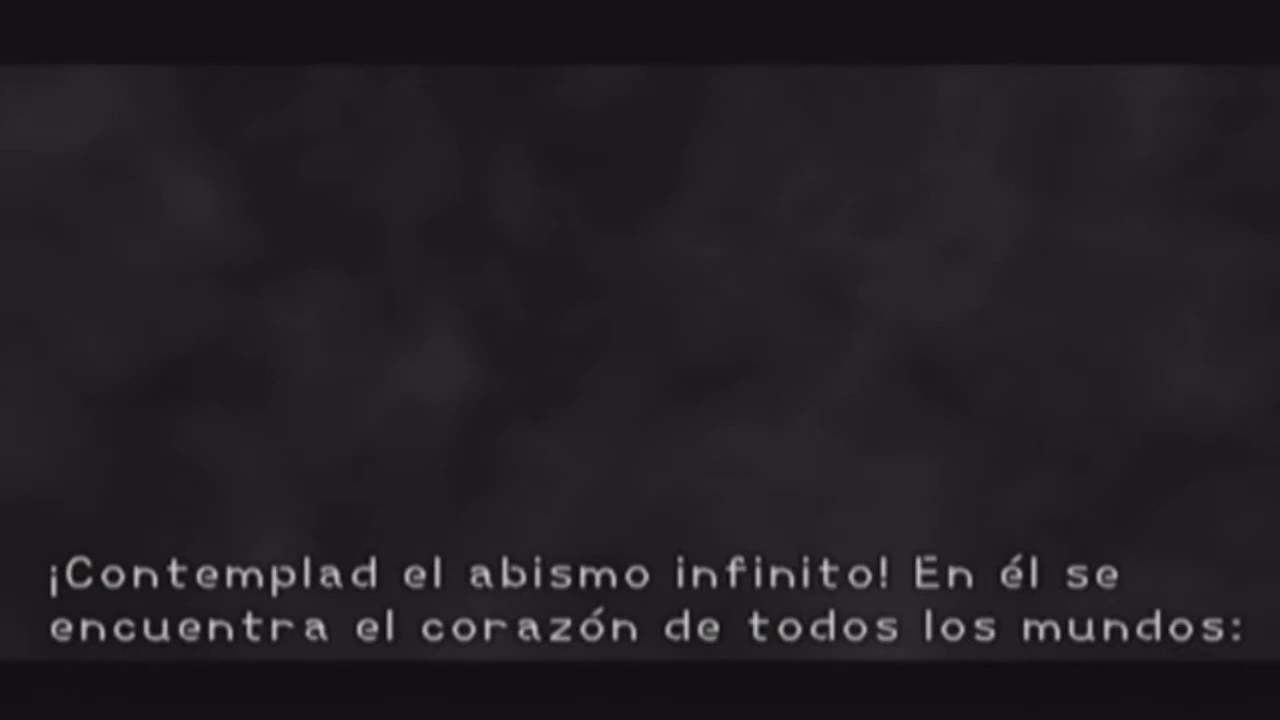 ¡Contemplad el abismo infinito! En él se
encuentra el corazón de todos los mundos: